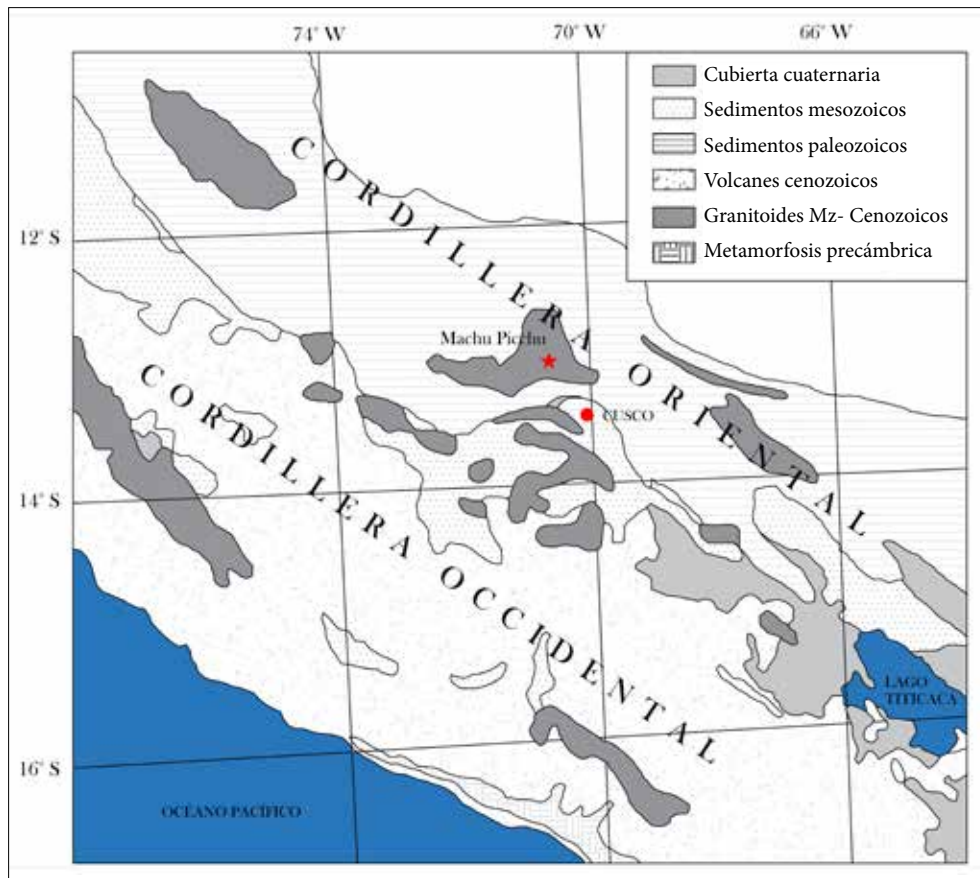 74° W 70° W 66° W
Cubierta cuaternaria
Sedimentos mesozoicos
Sedimentos paleozoicos
Volcanes cenozoicos
Granitoides Mz- Cenozoicos
Metamorfosis precámbrica
12° S
CORDILLERA ORIENTAL
Machu Picchu
CUSCO
CORDILLERA OCCIDENTAL
14° S
LAGO
TITICACA
16° S
OCÉANO PACÍFICO